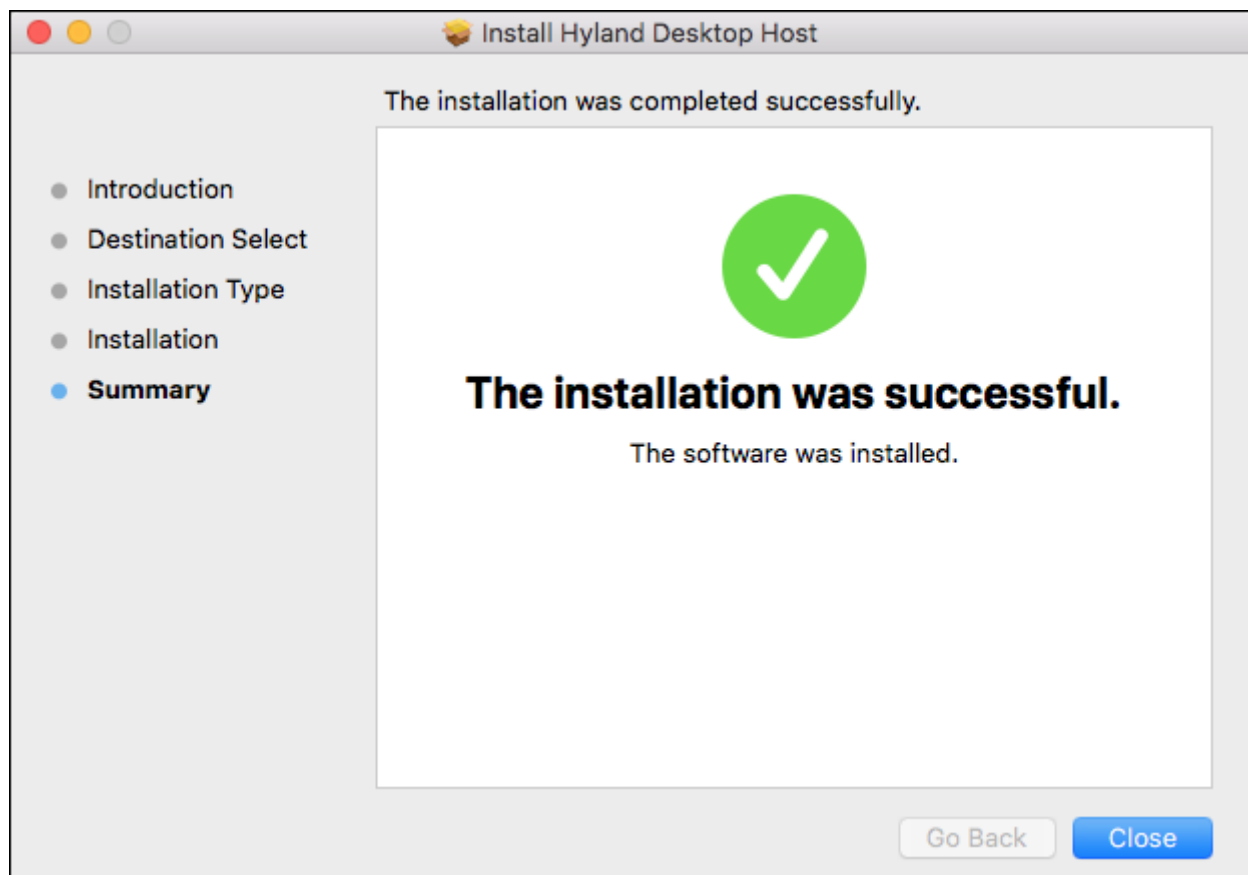 Install Hyland Desktop Host
The installation was completed successfully.
Introduction
Destination Select
Installation Type
Installation
Summary
The installation was successful.
The software was installed.
Go Back
Close